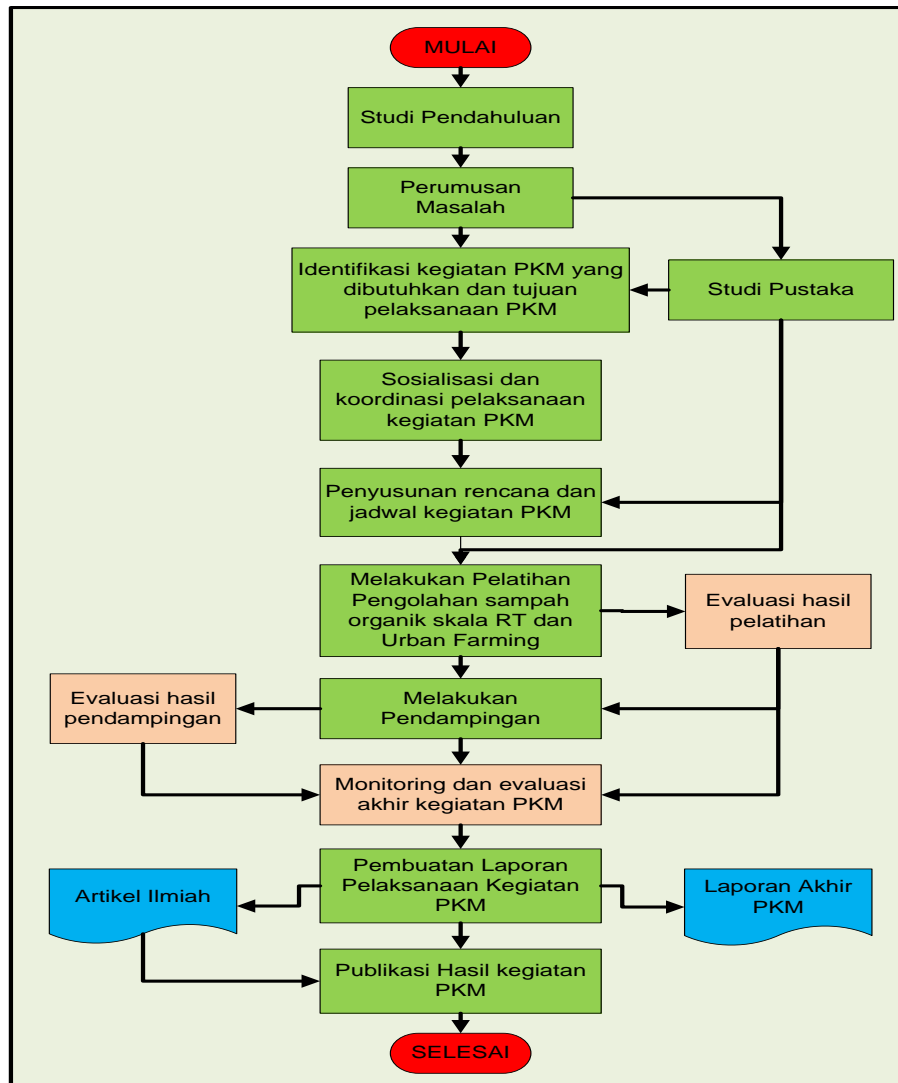 MULAI
Studi Pendahuluan
Perumusan
Masalah
Identifikasi kegiatan PKM yang
dibutuhkan dan tujuan
pelaksanaan PKM
Studi Pustaka
Sosialisasi dan
koordinasi pelaksanaan
kegiatan PKM
Penyusunan rencana dan
jadwal kegiatan PKM
Melakukan Pelatihan
Pengolahan sampah
organik skala RT dan
Urban Farming
Evaluasi hasil
pelatihan
Evaluasi hasil
pendampingan
Melakukan
Pendampingan
Monitoring dan evaluasi
akhir kegiatan PKM
Artikel Ilmiah
Pembuatan Laporan
Pelaksanaan Kegiatan
PKM
Laporan Akhir
PKM
Publikasi Hasil kegiatan
PKM
SELESAI